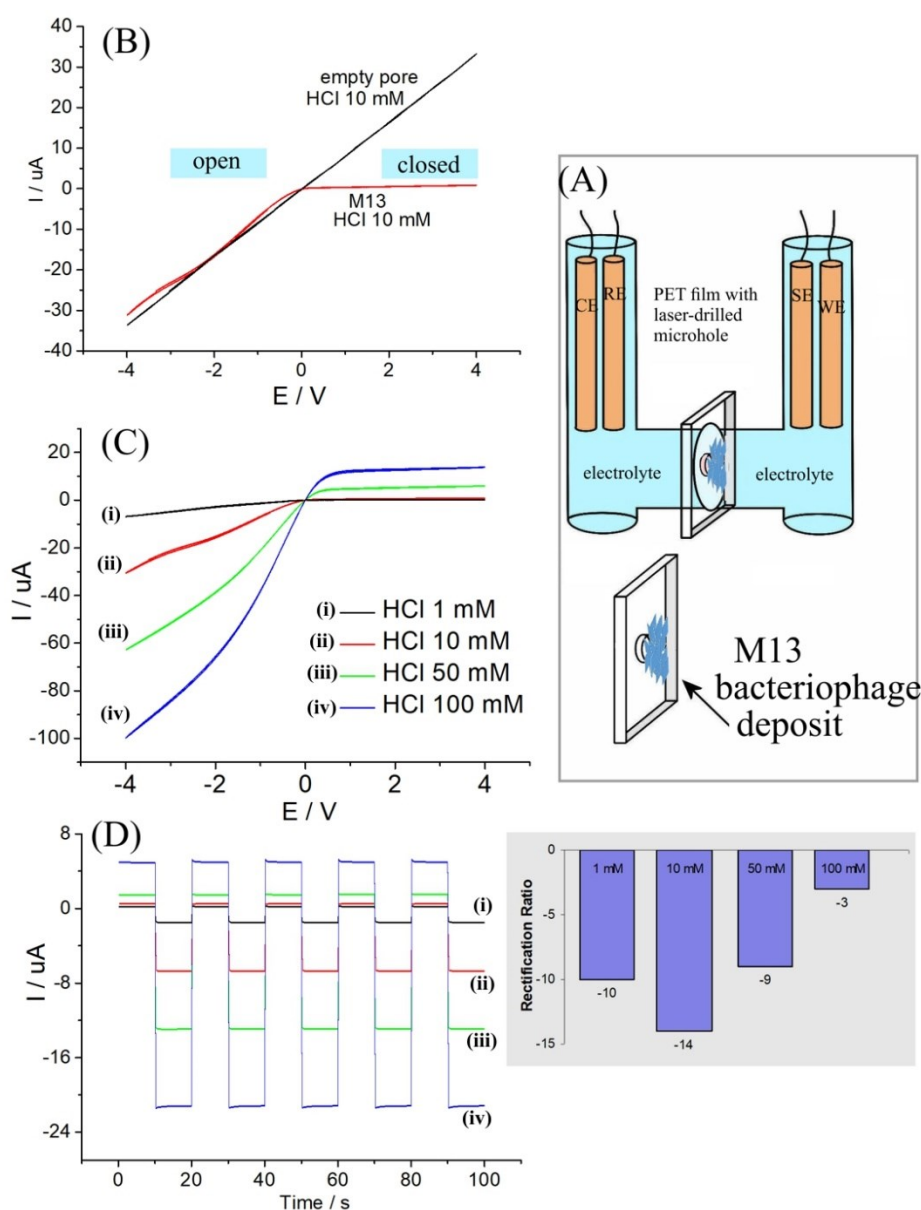 (B)
40
30
20
10
0
-10
-20
-30
-40
I / uA
empty pore
HCl 10 mM
open
closed
M13
HCl 10 mM
-4
-2
0
2
4
E / V
(A)
CE
RE
SE
WE
PET film with
laser-drilled
microhole
electrolyte
electrolyte
M13
bacteriophage
deposit
(C)
20
0
-20
-40
-60
-80
-100
I / uA
(i)
(ii)
(iii)
(iv)
(i) HCl 1 mM
(ii) HCl 10 mM
(iii) HCl 50 mM
(iv) HCl 100 mM
-4
-2
0
2
4
E / V
(D)
8
0
-8
-16
-24
I / uA
(i)
(ii)
(iii)
(iv)
0
20
40
60
80
100
Time / s
0
-5
-10
-15
Rectification Ratio
1 mM
10 mM
50 mM
100 mM
-10
-14
-9
-3